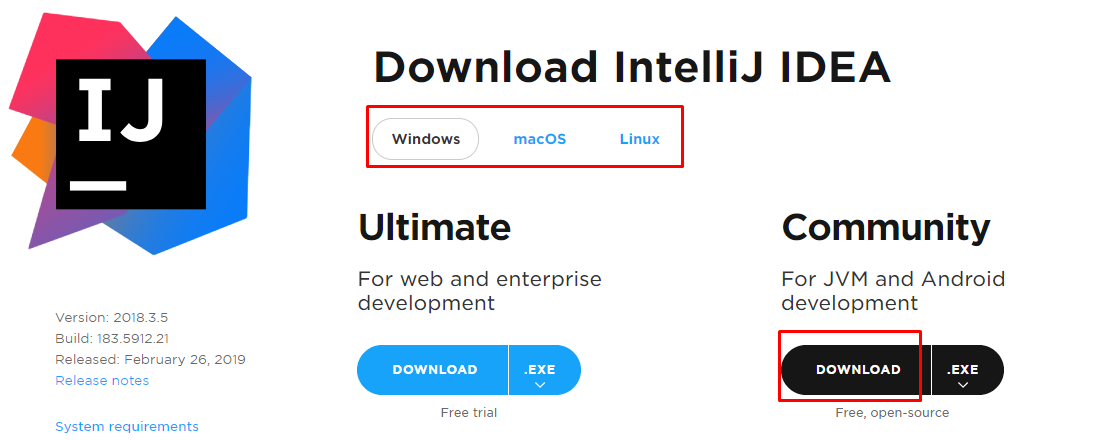 IJ
Download IntelliJ IDEA
Windows macOS Linux
Ultimate
For web and enterprise
development
DOWNLOAD .EXE
Free trial
Community
For JVM and Android
development
DOWNLOAD .EXE
Free, open-source
Version: 2018.3.5
Build: 183.5912.21
Released: February 26, 2019
Release notes
System requirements